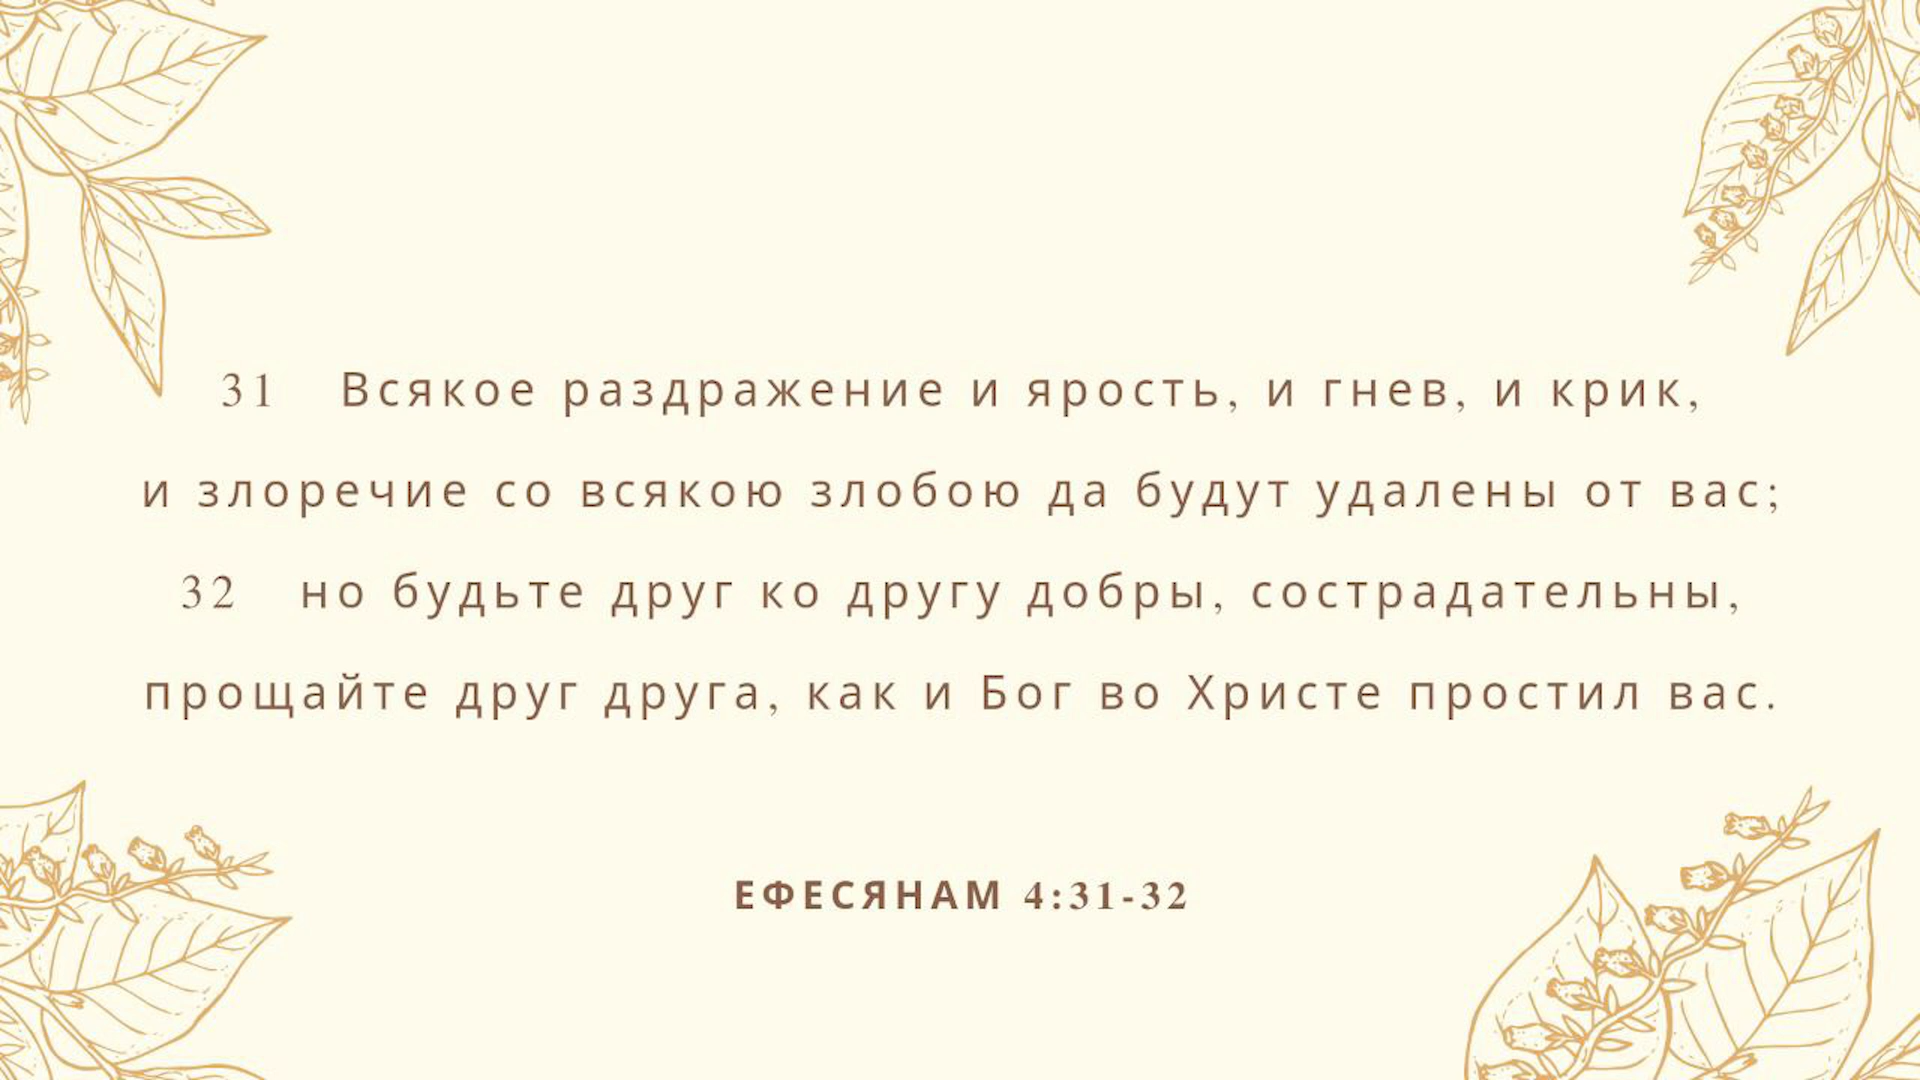 31 Всякое раздражение и ярость, и гнев, и крик,
и злоречие со всякою злобою да будут удалены от вас;
32 но будьте друг ко другу добры, сострадательны,
прощайте друг друга, как и Бог во Христе простил вас.
ЕФЕСЯНАМ 4:31-32